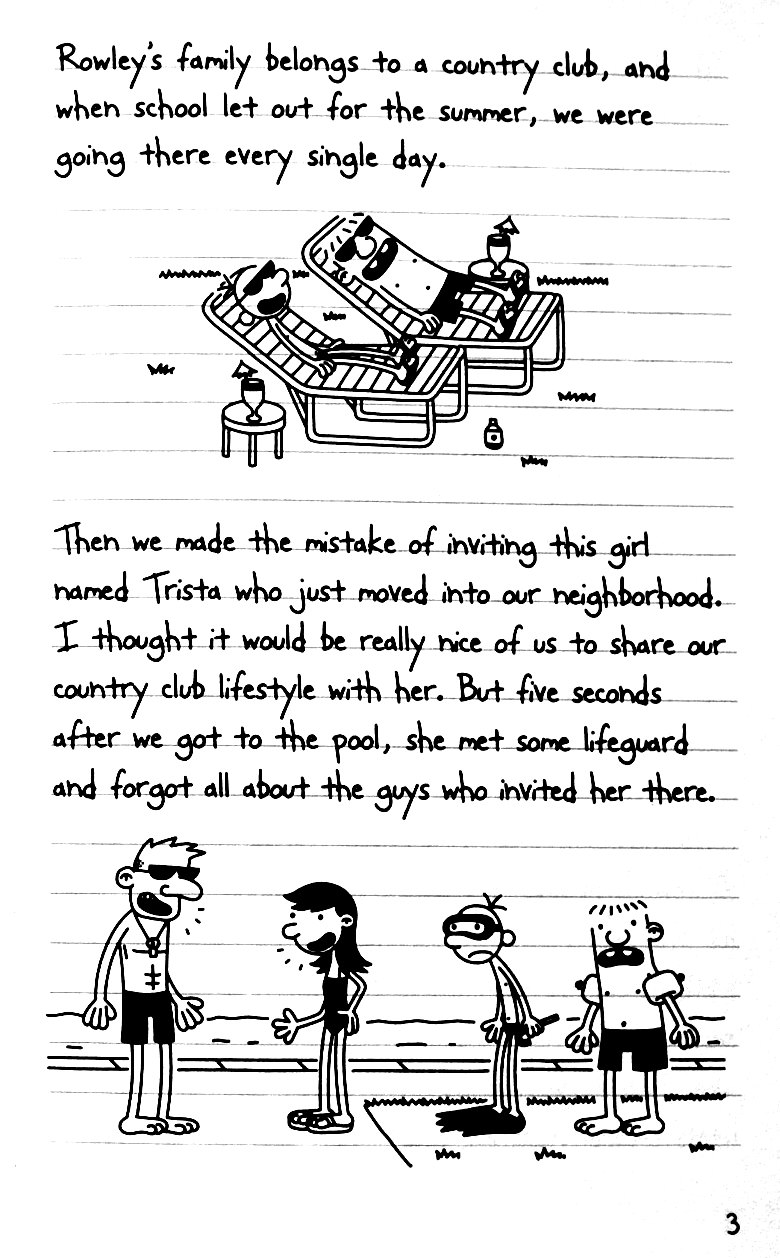 Rowley's family belongs to a country club, and
when school let out for the summer, we were
going there every single day.
Then we made the mistake of inviting this girl
named Trista who just moved into our neighborhood.
I thought it would be really nice of us to share our
country club lifestyle with her. But five seconds
after we got to the pool, she met some lifeguard
and forgot all about the guys who invited her there.
3